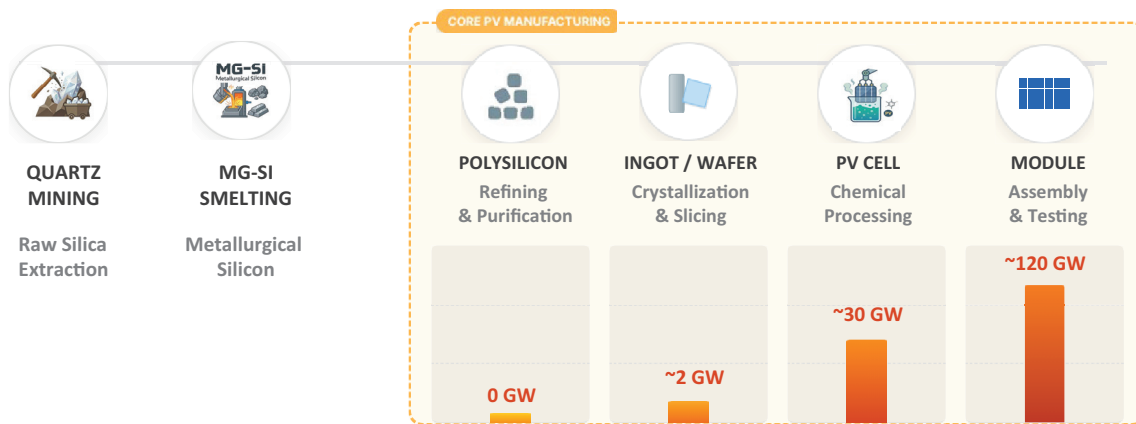 CORE PV MANUFACTURING
MG-SI
Metallurgical Silicon
QUARTZ
MINING
Raw Silica
Extraction
MG-SI
SMELTING
Metallurgical
Silicon
POLYSILICON
Refining
& Purification
0 GW
INGOT / WAFER
Crystallization
& Slicing
~2 GW
PV CELL
Chemical
Processing
~30 GW
MODULE
Assembly
& Testing
~120 GW